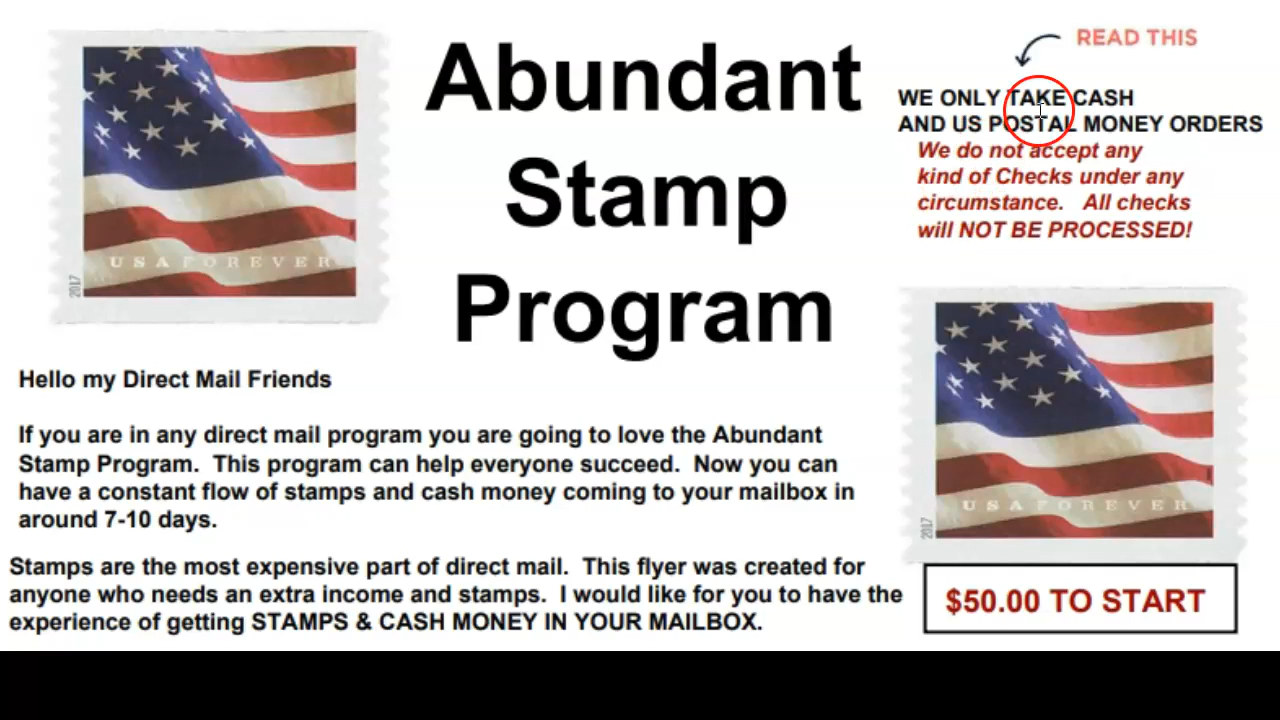 Abundant
Stamp
Program
READ THIS
WE ONLY TAKE CASH
AND US POSTAL MONEY ORDERS
We do not accept any
kind of Checks under any
circumstance. All checks
will NOT BE PROCESSED!
USA FOREVER
2017
Hello my Direct Mail Friends
If you are in any direct mail program you are going to love the Abundant
Stamp Program. This program can help everyone succeed. Now you can
have a constant flow of stamps and cash money coming to your mailbox in
around 7-10 days.
USA FOREVER
2017
Stamps are the most expensive part of direct mail. This flyer was created for
anyone who needs an extra income and stamps. I would like for you to have the
experience of getting STAMPS & CASH MONEY IN YOUR MAILBOX.
$50.00 TO START